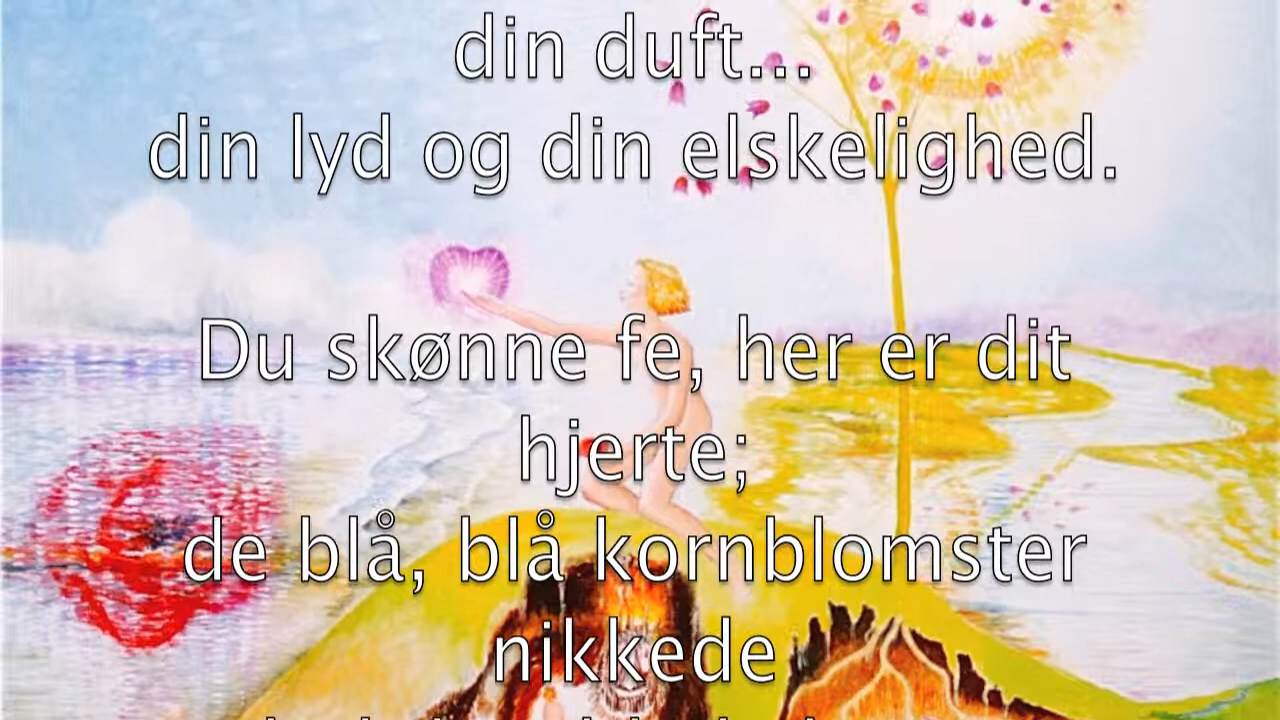 din duft...
din lyd og din elskelighed.
Du skønne fe, her er dit
hjerte;
de blå, blå kornblomster
nikkede